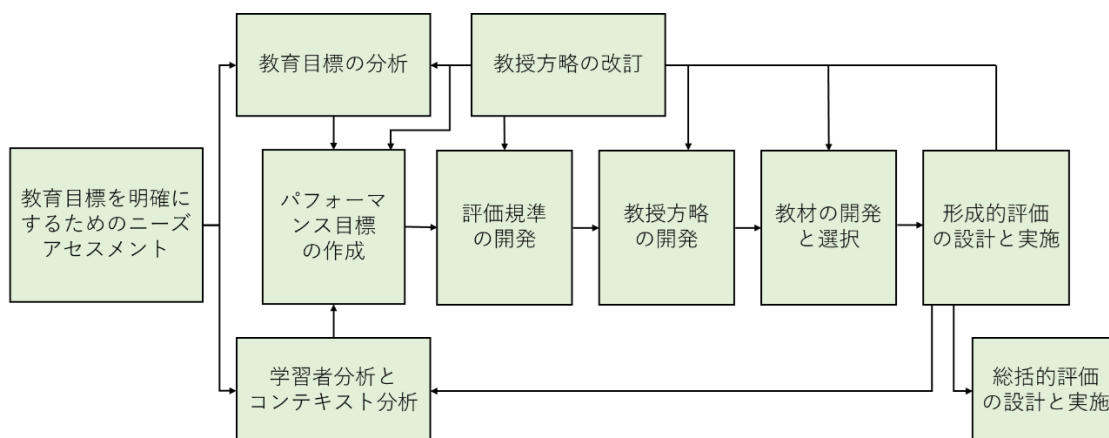 教育目標の分析
教授方略の改訂
教育目標を明確に
するためのニーズ
アセスメント
パフォーマ
ンス目標
の作成
評価規準
の開発
教授方略
の開発
教材の開発
と選択
形成的評価
の設計と実施
学習者分析と
コンテキスト分析
総括的評価
の設計と実施